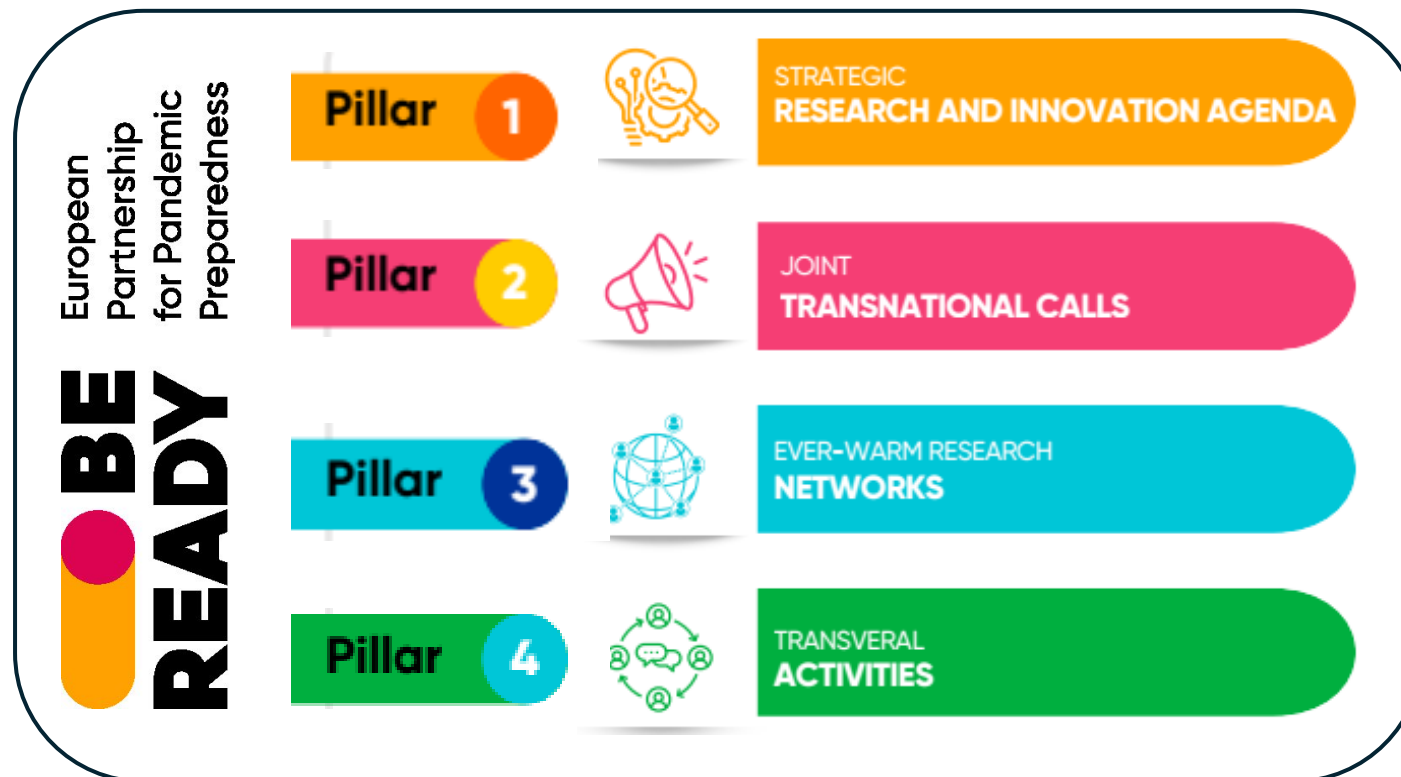 European
Partnership
for Pandemic
Preparedness
BE
READY
Pillar 1
STRATEGIC
RESEARCH AND INNOVATION AGENDA
Pillar 2
JOINT
TRANSNATIONAL CALLS
Pillar 3
EVER-WARM RESEARCH
NETWORKS
Pillar 4
TRANSVERAL
ACTIVITIES